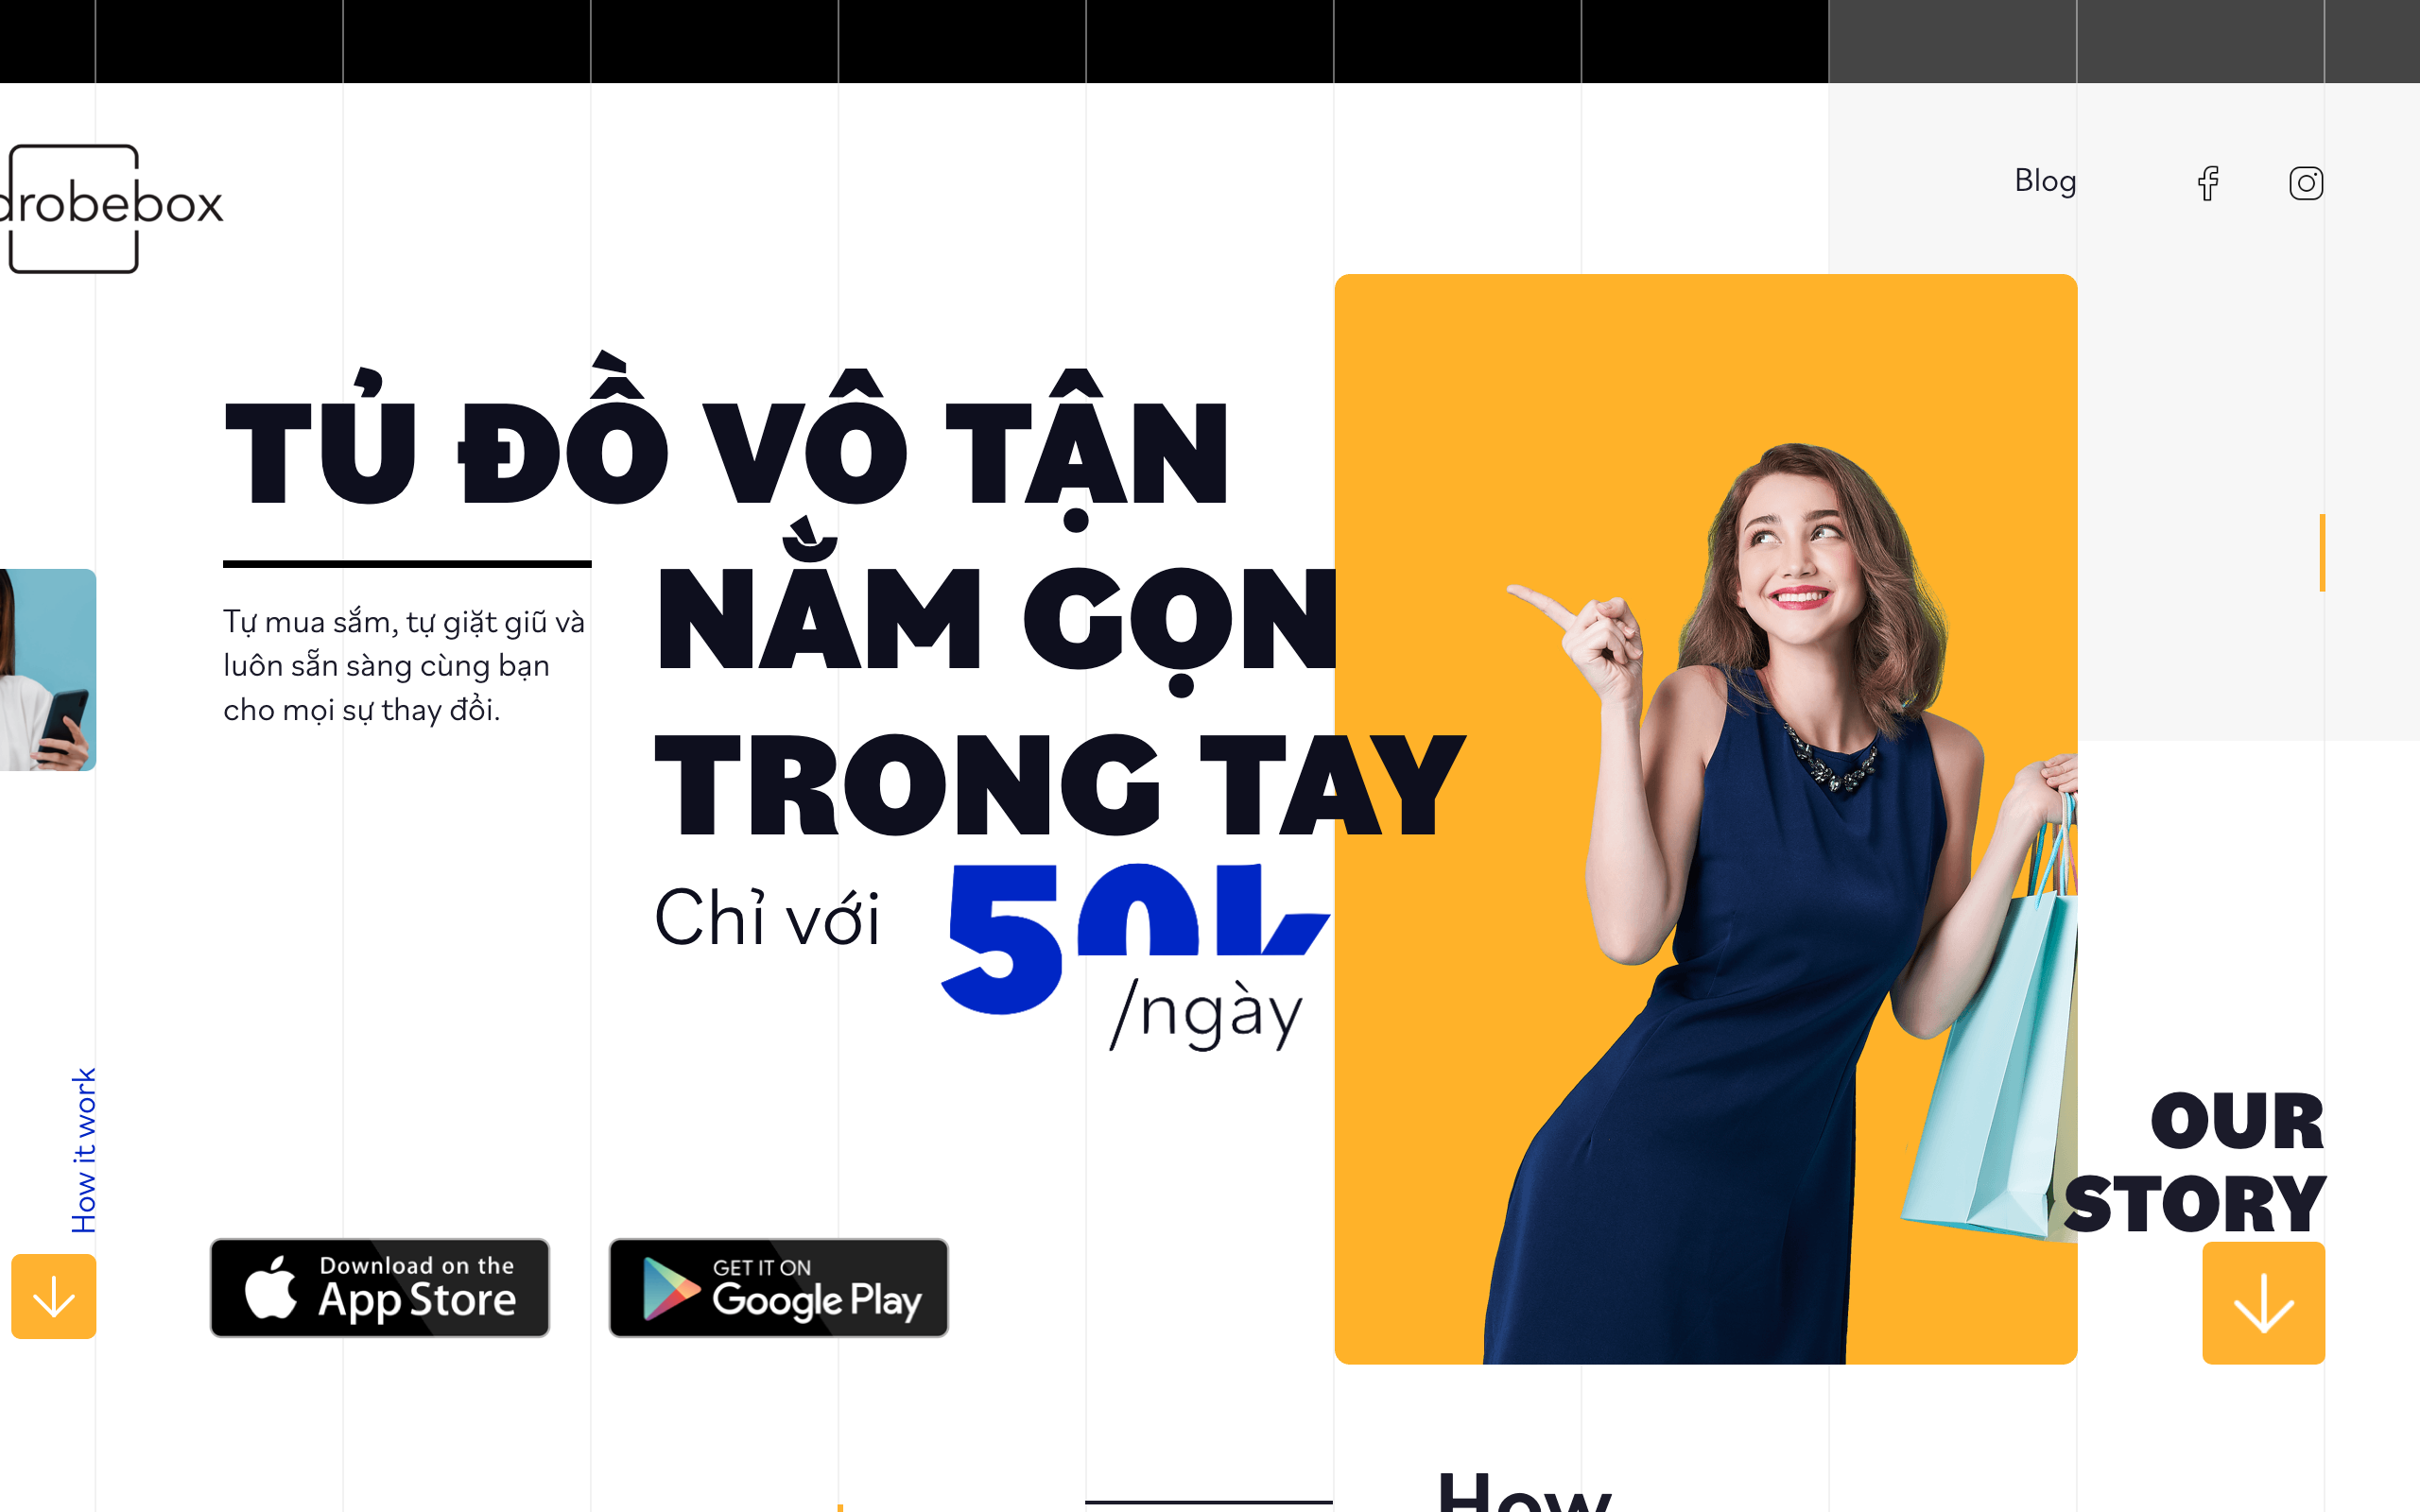 drobebox
Blog
TỦ ĐỒ VÔ TẬN
NẰM GỌN
TRONG TAY
Tự mua sắm, tự giặt giũ và
luôn sẵn sàng cùng bạn
cho mọi sự thay đổi.
Chỉ với 50k
/ngày
How it work
OUR
STORY
Download on the
App Store
GET IT ON
Google Play
How